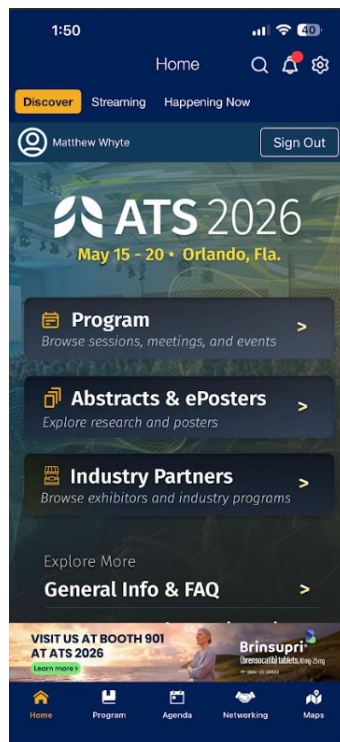 1:50
40
Home
Discover
Streaming
Happening Now
Matthew Whyte
Sign Out
ATS 2026
May 15 - 20 • Orlando, Fla.
Program
>
Browse sessions, meetings, and events
Abstracts & ePosters
>
Explore research and posters
Industry Partners
>
Browse exhibitors and industry programs
Explore More
General Info & FAQ
>
VISIT US AT BOOTH 901
AT ATS 2026
Learn more >
Brinsupri
(brensocatib) tablets, 10mg • 25mg
Home
Program
Agenda
Networking
Maps